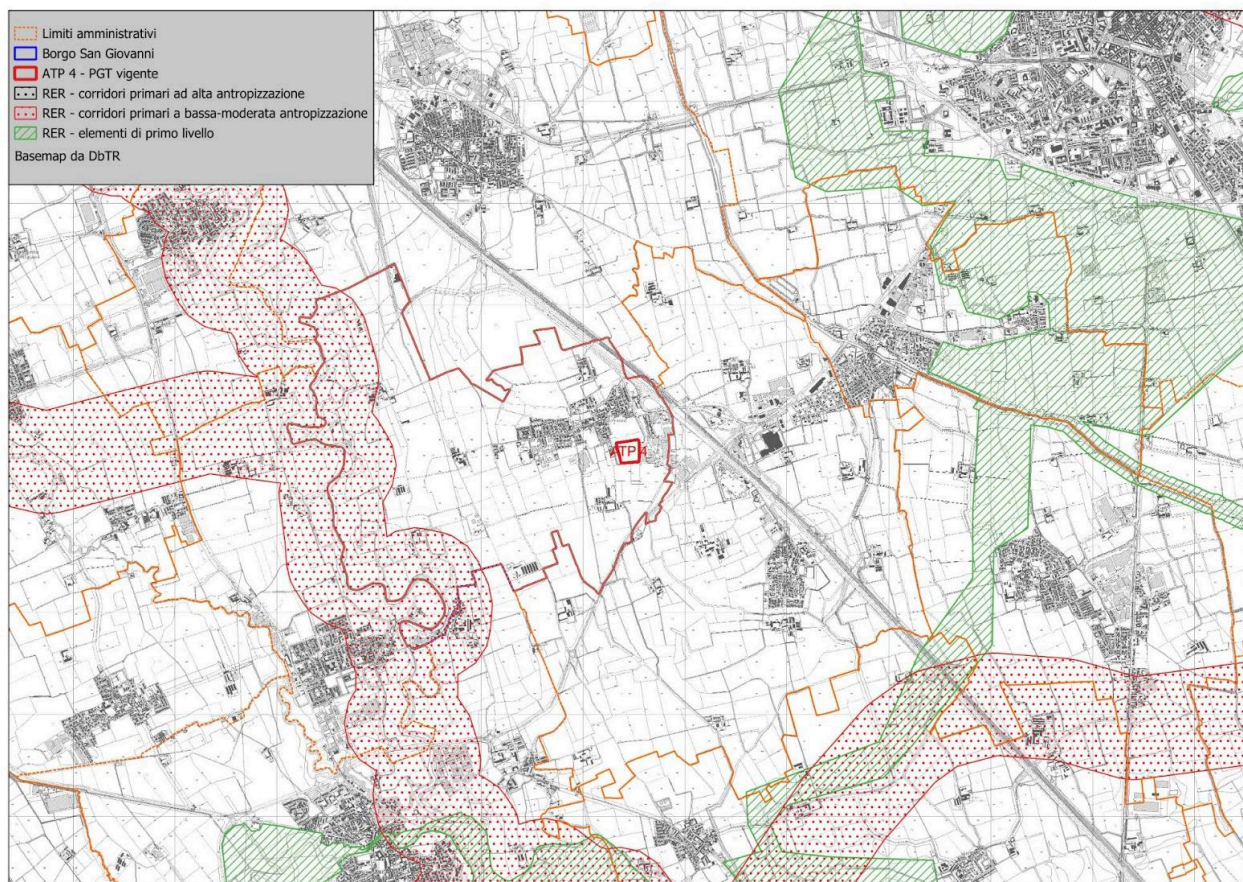 Limiti amministrativi
Borgo San Giovanni
ATP 4 - PGT vigente
RER - corridori primari ad alta antropizzazione
RER - corridori primari a bassa-moderata antropizzazione
RER - elementi di primo livello
Basemap da DbTR
ATP 4